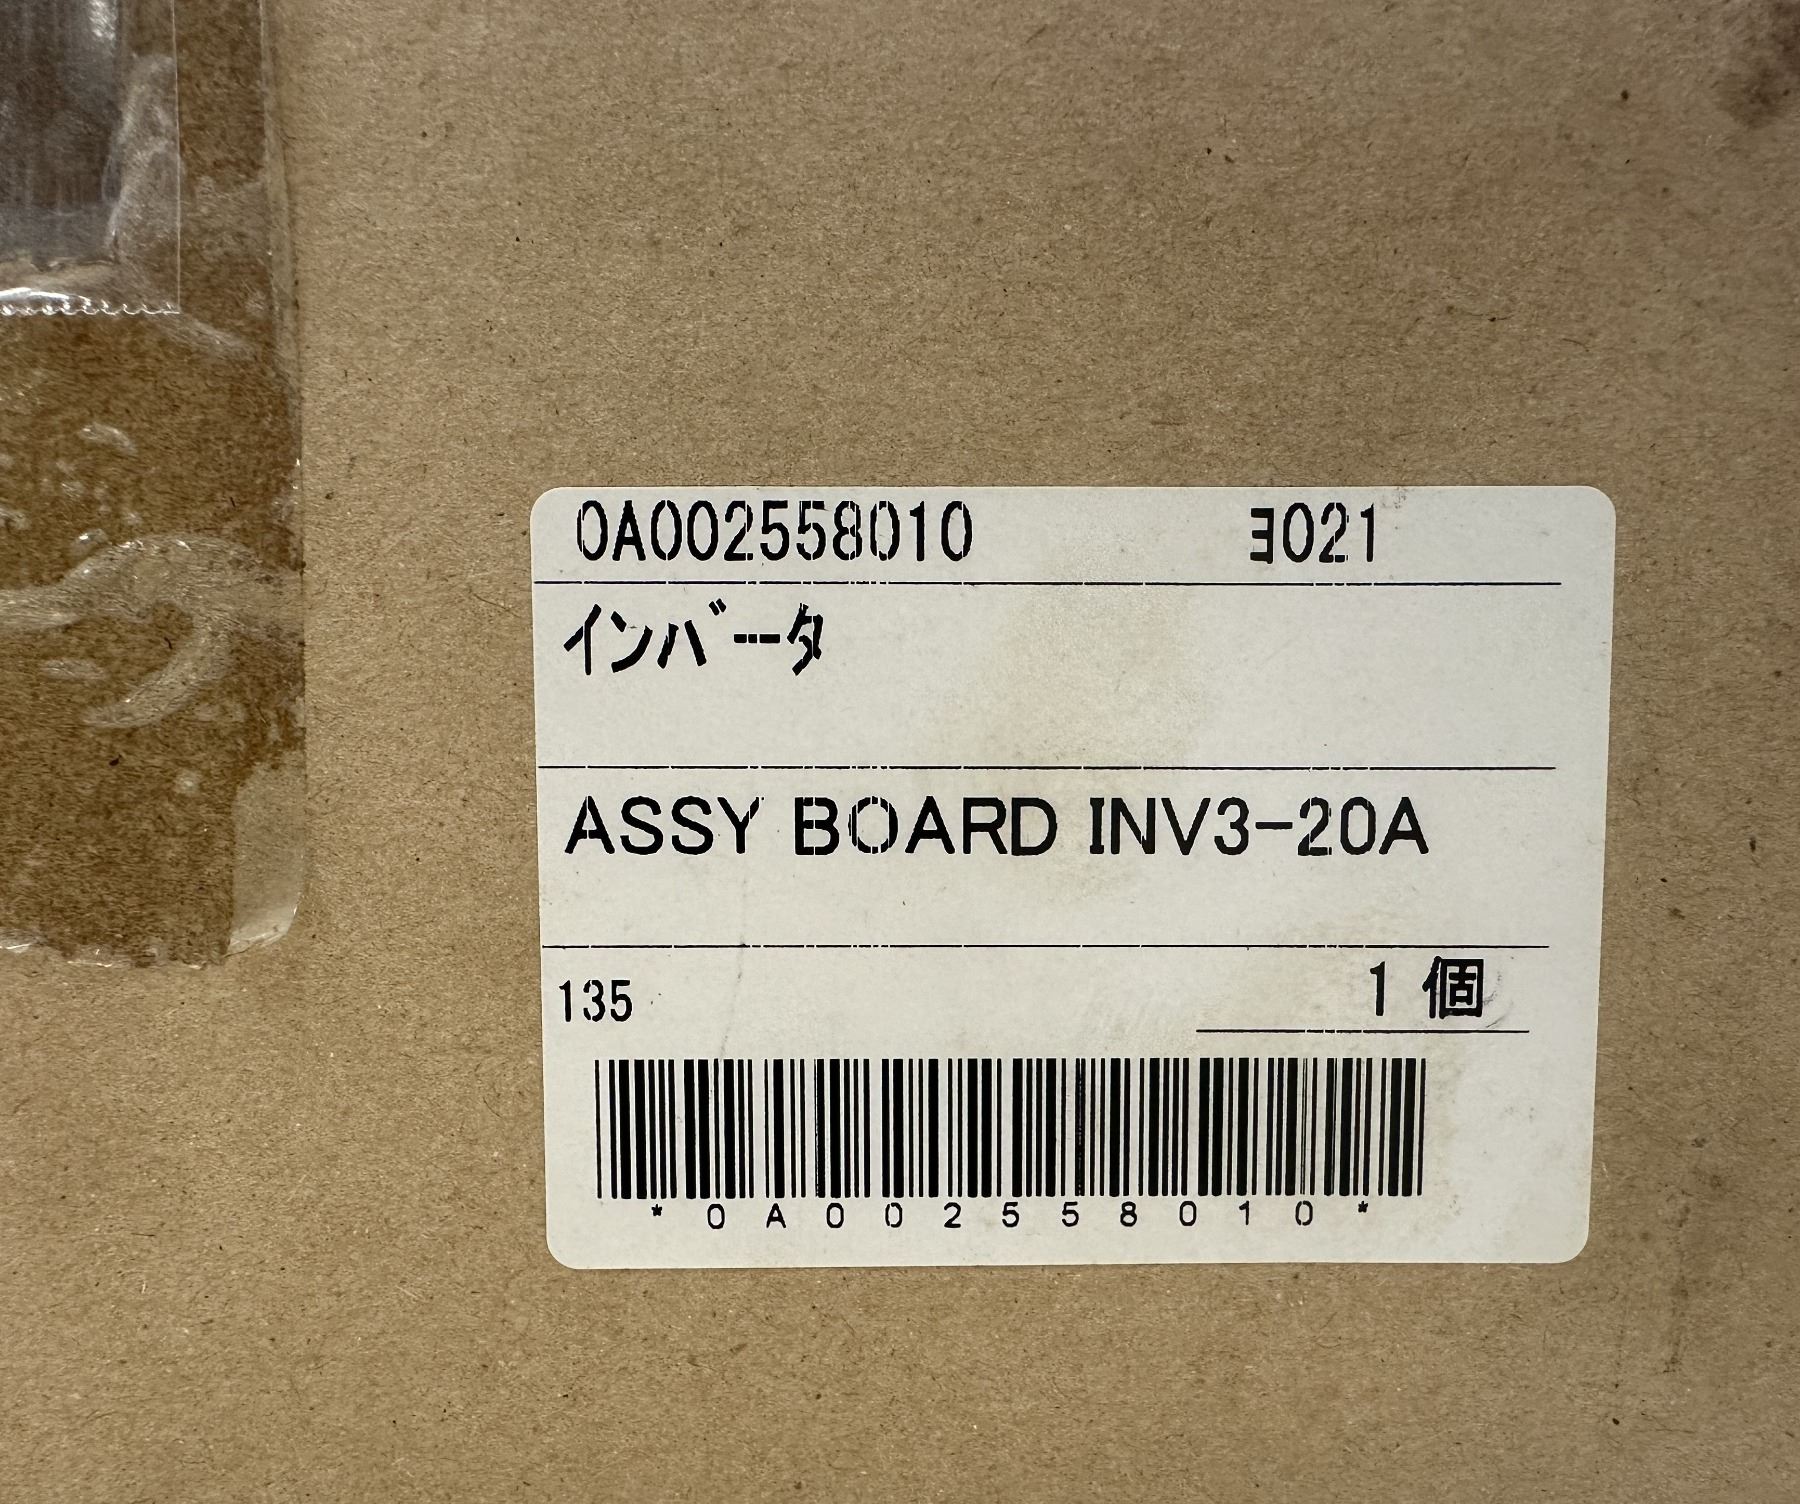 0A002558010 ﾖ021
ｲﾝﾊﾞｰﾀ
ASSY BOARD INV3-20A
135 1 個
*0A002558010*